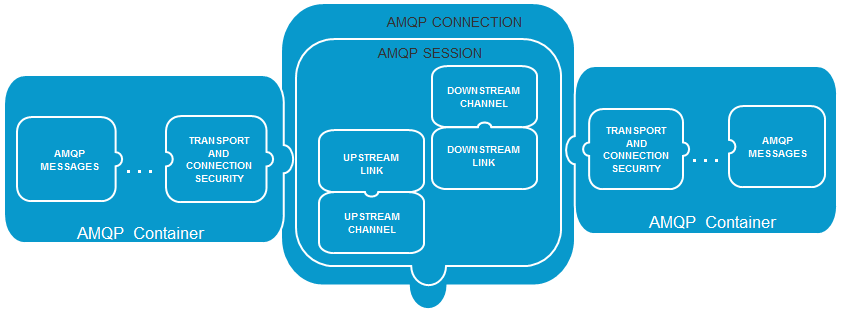 AMQP CONNECTION
AMQP SESSION
AMQP
MESSAGES
. . .
TRANSPORT
AND
CONNECTION
SECURITY
AMQP Container
UPSTREAM
LINK
UPSTREAM
CHANNEL
DOWNSTREAM
CHANNEL
DOWNSTREAM
LINK
TRANSPORT
AND
CONNECTION
SECURITY
. . .
AMQP
MESSAGES
AMQP Container